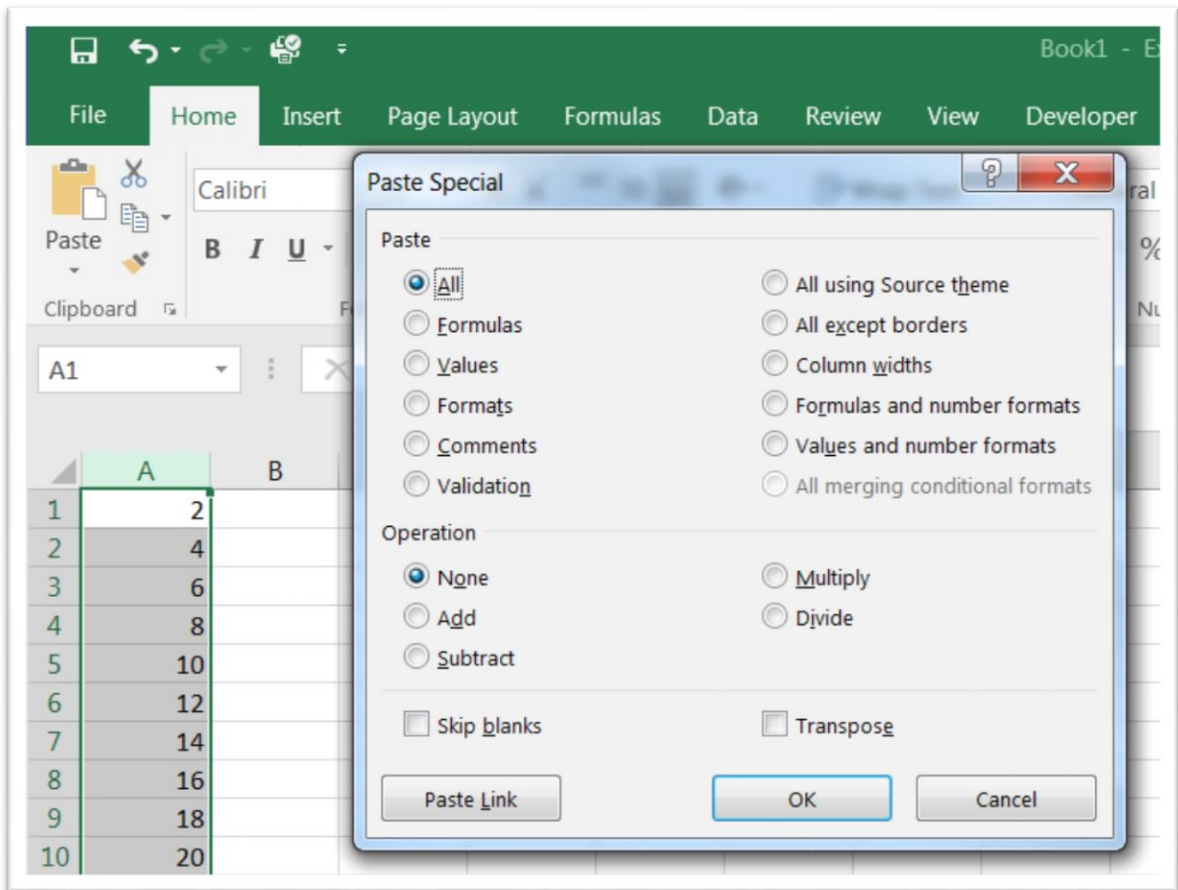 Book1 - E
File Home Insert Page Layout Formulas Data Review View Developer
Paste
Clipboard
Calibri
B I U
A1
Paste Special
Paste
All
Formulas
Values
Formats
Comments
Validation
All using Source theme
All except borders
Column widths
Formulas and number formats
Values and number formats
All merging conditional formats
Operation
None
Add
Subtract
Multiply
Divide
Skip blanks
Transpose
Paste Link
OK
Cancel
ral
%
Nu
A B
1 2
2 4
3 6
4 8
5 10
6 12
7 14
8 16
9 18
10 20